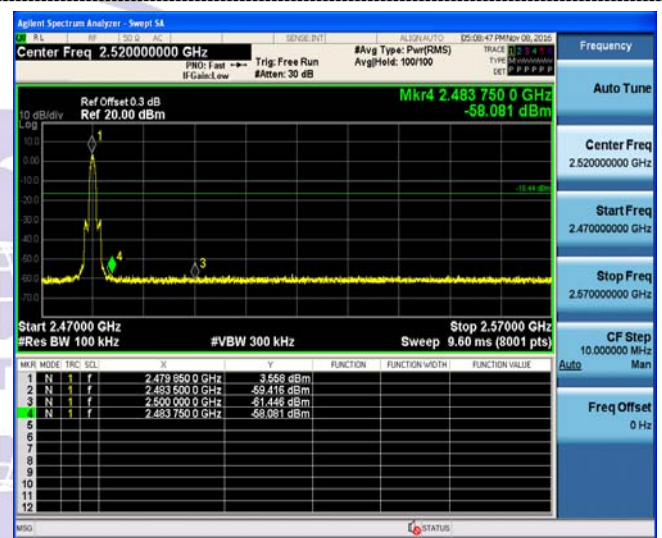 Agilent Spectrum Analyzer - Swept SA
RL RF 50 Ω AC SENSE:INT ALIGN AUTO 05:08:47 PM Nov 08, 2016
Center Freq 2.520000000 GHz
PNO: Fast
IFGain:Low
Trig: Free Run
#Atten: 30 dB
#Avg Type: Pwr(RMS)
Avg|Hold: 100/100
TRACE 1 2 3 4 5 6
TYPE M WWWWW
DET P P P P P P
Frequency
Auto Tune
Center Freq
2.520000000 GHz
Start Freq
2.470000000 GHz
Stop Freq
2.570000000 GHz
CF Step
10.000000 MHz
Auto Man
Freq Offset
0 Hz
Mkr4 2.483 750 0 GHz
-58.081 dBm
Ref Offset 0.3 dB
10 dB/div Ref 20.00 dBm
Log
10.0
0.00
-10.0
-20.0
-30.0
-40.0
-50.0
-60.0
-70.0
-16.44 dBm
1
4
3
Start 2.47000 GHz Stop 2.57000 GHz
#Res BW 100 kHz #VBW 300 kHz Sweep 9.60 ms (8001 pts)
MKR MODE TRC SCL X Y FUNCTION FUNCTION WIDTH FUNCTION VALUE
1 N 1 f 2.479 850 0 GHz 3.558 dBm
2 N 1 f 2.483 500 0 GHz -59.416 dBm
3 N 1 f 2.500 000 0 GHz -61.446 dBm
4 N 1 f 2.483 750 0 GHz -58.081 dBm
5
6
7
8
9
10
11
12
MSG STATUS